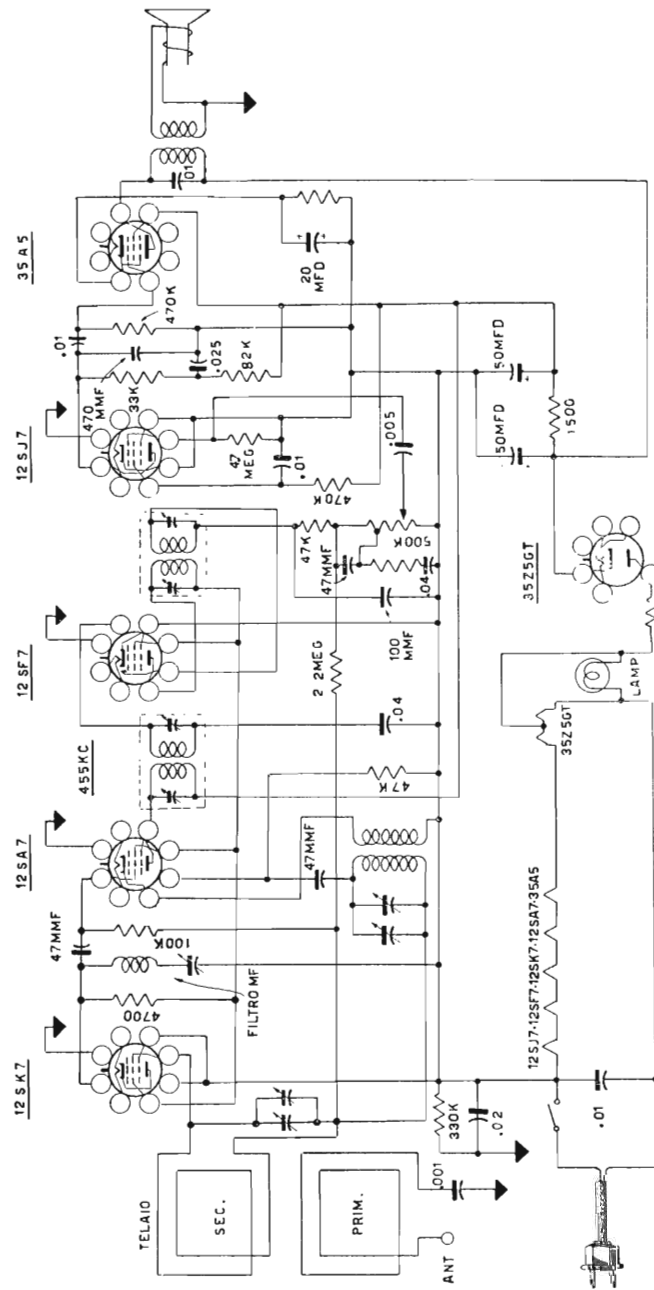 12SK7
12SA7
12SF7
12SJ7
35A5
455KC
47MMF
4700
100K
FILTRO MF
470
MMF
33K
.01
470K
.025
82K
20
MFD
.01
47
MEG
.01
470K
.005
47K
500K
47MMF
.04
100
MMF
2 2MEG
.04
47K
47MMF
TELAIO
SEC.
PRIM.
.001
ANT
330K
.02
50MFD
50MFD
150Ω
35Z5GT
LAMP
35Z5GT
12SJ7-12SF7-12SK7-12SA7-35A5
.01